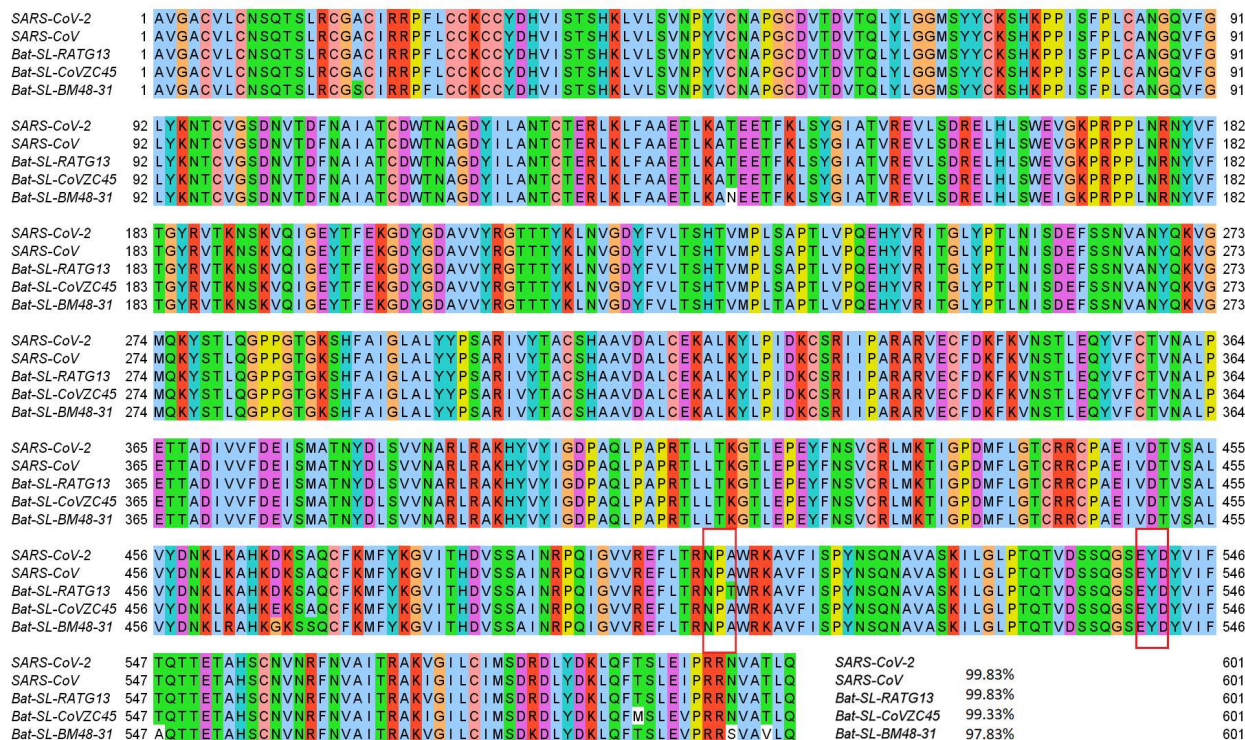 SARS-CoV-2 1 AVGACVLCNSQTSLRCGACIRRPFLCCKCCYDHVISTSHKLVLSVNPYVCNAPGCDVTDVTQLYLGGMSYYCKSHKPPISFPLCANGQVFG 91
SARS-CoV 1 AVGACVLCNSQTSLRCGACIRRPFLCCKCCYDHVISTSHKLVLSVNPYVCNAPGCDVTDVTQLYLGGMSYYCKSHKPPISFPLCANGQVFG 91
Bat-SL-RATG13 1 AVGACVLCNSQTSLRCGACIRRPFLCCKCCYDHVISTSHKLVLSVNPYVCNAPGCDVTDVTQLYLGGMSYYCKSHKPPISFPLCANGQVFG 91
Bat-SL-CoVZC45 1 AVGACVLCNSQTSLRCGACIRRPFLCCKCCYDHVISTSHKLVLSVNPYVCNAPGCDVTDVTQLYLGGMSYYCKSHKPPISFPLCANGQVFG 91
Bat-SL-BM48-31 1 AVGACVLCNSQTSLRCGSCIRRPFLCCKCCYDHVISTSHKLVLSVNPYVCNAPGCDVTDVTQLYLGGMSYYCKSHKPPISFPLCANGQVFG 91
SARS-CoV-2 92 LYKNTCVGSDNVTDFNAIATCDWTNAGDYILANTCTERLKLFAAETLKATEETFKLSYGIATVREVLSDRELHLSWEVGKPRPPLNRNYVF 182
SARS-CoV 92 LYKNTCVGSDNVTDFNAIATCDWTNAGDYILANTCTERLKLFAAETLKATEETFKLSYGIATVREVLSDRELHLSWEVGKPRPPLNRNYVF 182
Bat-SL-RATG13 92 LYKNTCVGSDNVTDFNAIATCDWTNAGDYILANTCTERLKLFAAETLKATEETFKLSYGIATVREVLSDRELHLSWEVGKPRPPLNRNYVF 182
Bat-SL-CoVZC45 92 LYKNTCVGSDNVTDFNAIATCDWTNAGDYILANTCTERLKLFAAETLKATEETFKLSYGIATVREVLSDRELHLSWEIGKPRPPLNRNYVF 182
Bat-SL-BM48-31 92 LYKNTCVGSDNVTDFNAIATCDWTNAGDYILANTCTERLKLFAAETLKANEETFKLSYGIATVREVLSDRELHLSWEVGKPRPPLNRNYVF 182
SARS-CoV-2 183 TGYRVTKNSKVQIGEYTFEKGDYGDAVVYRGTTTYKLNVGDYFVLTSHTVMPLSAPTLVPQEHYVRITGLYPTLNISDEFSSNVANYQKVG 273
SARS-CoV 183 TGYRVTKNSKVQIGEYTFEKGDYGDAVVYRGTTTYKLNVGDYFVLTSHTVMPLSAPTLVPQEHYVRITGLYPTLNISDEFSSNVANYQKVG 273
Bat-SL-RATG13 183 TGYRVTKNSKVQIGEYTFEKGDYGDAVVYRGTTTYKLNVGDYFVLTSHTVMPLSAPTLVPQEHYVRITGLYPTLNISDEFSSNVANYQKVG 273
Bat-SL-CoVZC45 183 TGYRVTKNSKVQIGEYTFEKGDYGDAVVYRGTTTYKLNVGDYFVLTSHTVMPLSAPTLVPQEHYVRITGLYPTLNISDEFSSNVANYQKVG 273
Bat-SL-BM48-31 183 TGYRVTKNSKVQIGEYTFEKGDYGDAVVYRGTTTYKLNVGDYFVLTSHTVMPLTAPTLVPQEHYVRITGLYPTLNISDEFSSNVANYQKVG 273
SARS-CoV-2 274 MQKYSTLQGPPGTGKSHFAIGLALYYPSARIVYTACSHAAVDALCEKALKYLPIDKCSRIIPARARVECFDKFKVNSTLEQYVFCTVNALP 364
SARS-CoV 274 MQKYSTLQGPPGTGKSHFAIGLALYYPSARIVYTACSHAAVDALCEKALKYLPIDKCSRIIPARARVECFDKFKVNSTLEQYVFCTVNALP 364
Bat-SL-RATG13 274 MQKYSTLQGPPGTGKSHFAIGLALYYPSARIVYTACSHAAVDALCEKALKYLPIDKCSRIIPARARVECFDKFKVNSTLEQYVFCTVNALP 364
Bat-SL-CoVZC45 274 MQKYSTLQGPPGTGKSHFAIGLALYYPSARIVYTACSHAAVDALCEKALKYLPIDKCSRIIPARARVECFDKFKVNSTLEQYVFCTVNALP 364
Bat-SL-BM48-31 274 MQKYSTLQGPPGTGKSHFAIGLALYYPSARIVYTACSHAAVDALCEKALKYLPIDKCSRIIPARARVECFDKFKVNSTLEQYVFCTVNALP 364
SARS-CoV-2 365 ETTADIVVFDEISMATNYDLSVVNARLRAKHYVYIGDPAQLPAPRTLLTKGTLEPEYFNSVCRLMKTIGPDMFLGTCRRCPAEIVDTVSAL 455
SARS-CoV 365 ETTADIVVFDEISMATNYDLSVVNARLRAKHYVYIGDPAQLPAPRTLLTKGTLEPEYFNSVCRLMKTIGPDMFLGTCRRCPAEIVDTVSAL 455
Bat-SL-RATG13 365 ETTADIVVFDEISMATNYDLSVVNARLRAKHYVYIGDPAQLPAPRTLLTKGTLEPEYFNSVCRLMKTIGPDMFLGTCRRCPAEIVDTVSAL 455
Bat-SL-CoVZC45 365 ETTADIVVFDEISMATNYDLSVVNARLRAKHYVYIGDPAQLPAPRTLLTKGTLEPEYFNSVCRLMKTIGPDMFLGTCRRCPAEIVDTVSAL 455
Bat-SL-BM48-31 365 ETTADIVVFDEVSMATNYDLSVVNARLRAKHYVYIGDPAQLPAPRTLLTKGTLEPEYFNSVCRLMKTIGPDMFLGTCRRCPAEIVDTVSAL 455
SARS-CoV-2 456 VYDNKLKAHKDKSAQCFKMFYKGVITHDVSSAINRPQIGVVREFLTRNPAWRKAVFISPYNSQNAVASKILGLPTQTVDSSQGSEYDYVIF 546
SARS-CoV 456 VYDNKLKAHKDKSAQCFKMFYKGVITHDVSSAINRPQIGVVREFLTRNPAWRKAVFISPYNSQNAVASKILGLPTQTVDSSQGSEYDYVIF 546
Bat-SL-RATG13 456 VYDNKLKAHKDKSAQCFKMFYKGVITHDVSSAINRPQIGVVREFLTRNPTWRKAVFISPYNSQNAVASKILGLPTQTVDSSQGSEYDYVIF 546
Bat-SL-CoVZC45 456 VYDNKLKAHKEKSAQCFKMFYKGVITHDVSSAINRPQIGVVREFLTRNPAWRKAVFISPYNSQNAVASKILGLPTQTVDSSQGSEYDYVIF 546
Bat-SL-BM48-31 456 VYDNKLRAHKGKSSQCFKMFYKGVITHDVSSAINRPQIGVVREFLTRNPAWRKAVFISPYNSQNAVASKILGLPTQTVDSSQGSEYDYVIF 546
SARS-CoV-2 547 TQTTETAHSCNVNRFNVAITRAKVGILCIMSDRDLYDKLQFTSLEIPRRNVATLQ SARS-CoV-2 601
SARS-CoV 547 TQTTETAHSCNVNRFNVAITRAKIGILCIMSDRDLYDKLQFTSLEIPRRNVATLQ SARS-CoV 99.83% 601
Bat-SL-RATG13 547 TQTTETAHSCNVNRFNVAITRAKVGILCIMSDRDLYDKLQFTSLEIPRRNVATLQ Bat-SL-RATG13 99.83% 601
Bat-SL-CoVZC45 547 TQTTETAHSCNVNRFNVAITRAKIGILCIMSDRDLYDKLQFMSLEVPRRNVATLQ Bat-SL-CoVZC45 99.33% 601
Bat-SL-BM48-31 547 AQTTETAHSCNVNRFNVAITRAKVGILCIMSDRDLYDKLQFTSLEVPRRSVAVLQ Bat-SL-BM48-31 97.83% 601